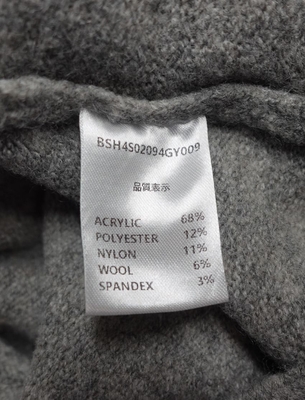 BSH4S02094GY009
品質表示
ACRYLIC 68%
POLYESTER 12%
NYLON 11%
WOOL 6%
SPANDEX 3%